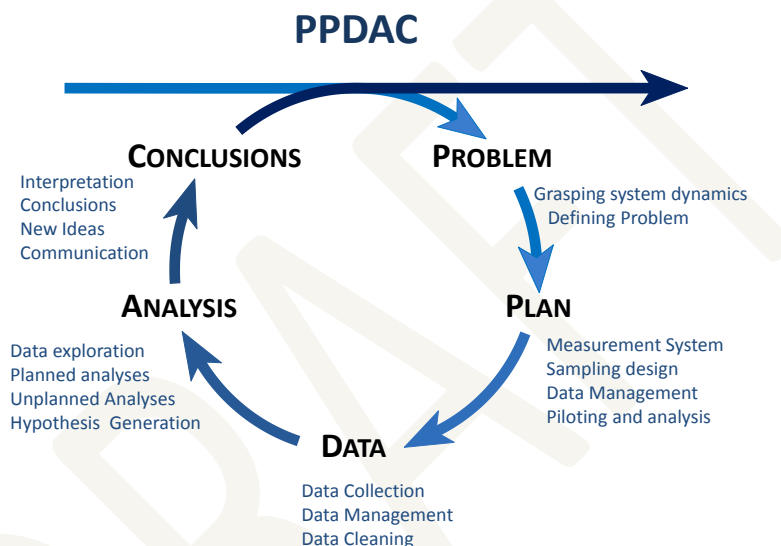 PPDAC
CONCLUSIONS
PROBLEM
Interpretation
Conclusions
New Ideas
Communication
Grasping system dynamics
Defining Problem
ANALYSIS
PLAN
Data exploration
Planned analyses
Unplanned Analyses
Hypothesis Generation
Measurement System
Sampling design
Data Management
Piloting and analysis
DATA
Data Collection
Data Management
Data Cleaning
DRAFT